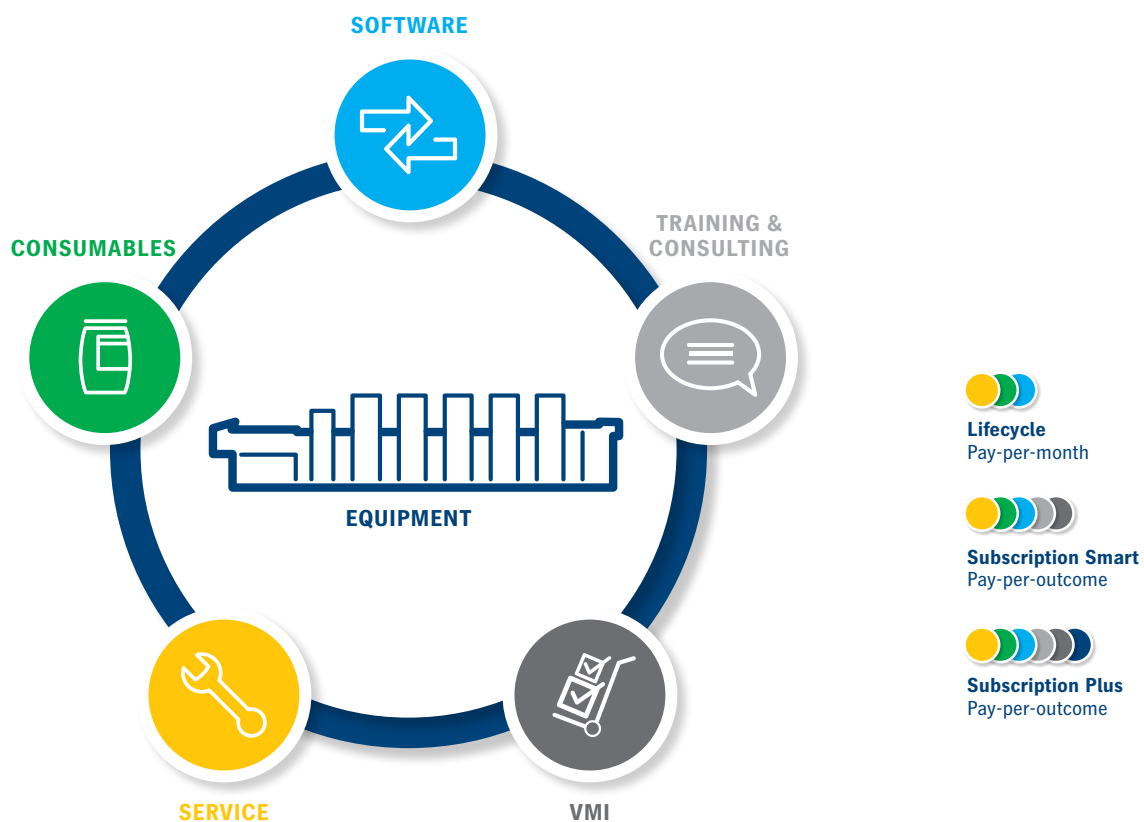 SOFTWARE
TRAINING &
CONSULTING
CONSUMABLES
EQUIPMENT
SERVICE
VMI
Lifecycle
Pay-per-month
Subscription Smart
Pay-per-outcome
Subscription Plus
Pay-per-outcome